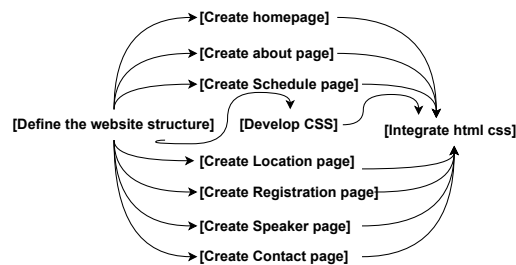 [Create homepage]
[Create about page]
[Create Schedule page]
[Define the website structure]
[Develop CSS]
[Integrate html css]
[Create Location page]
[Create Registration page]
[Create Speaker page]
[Create Contact page]